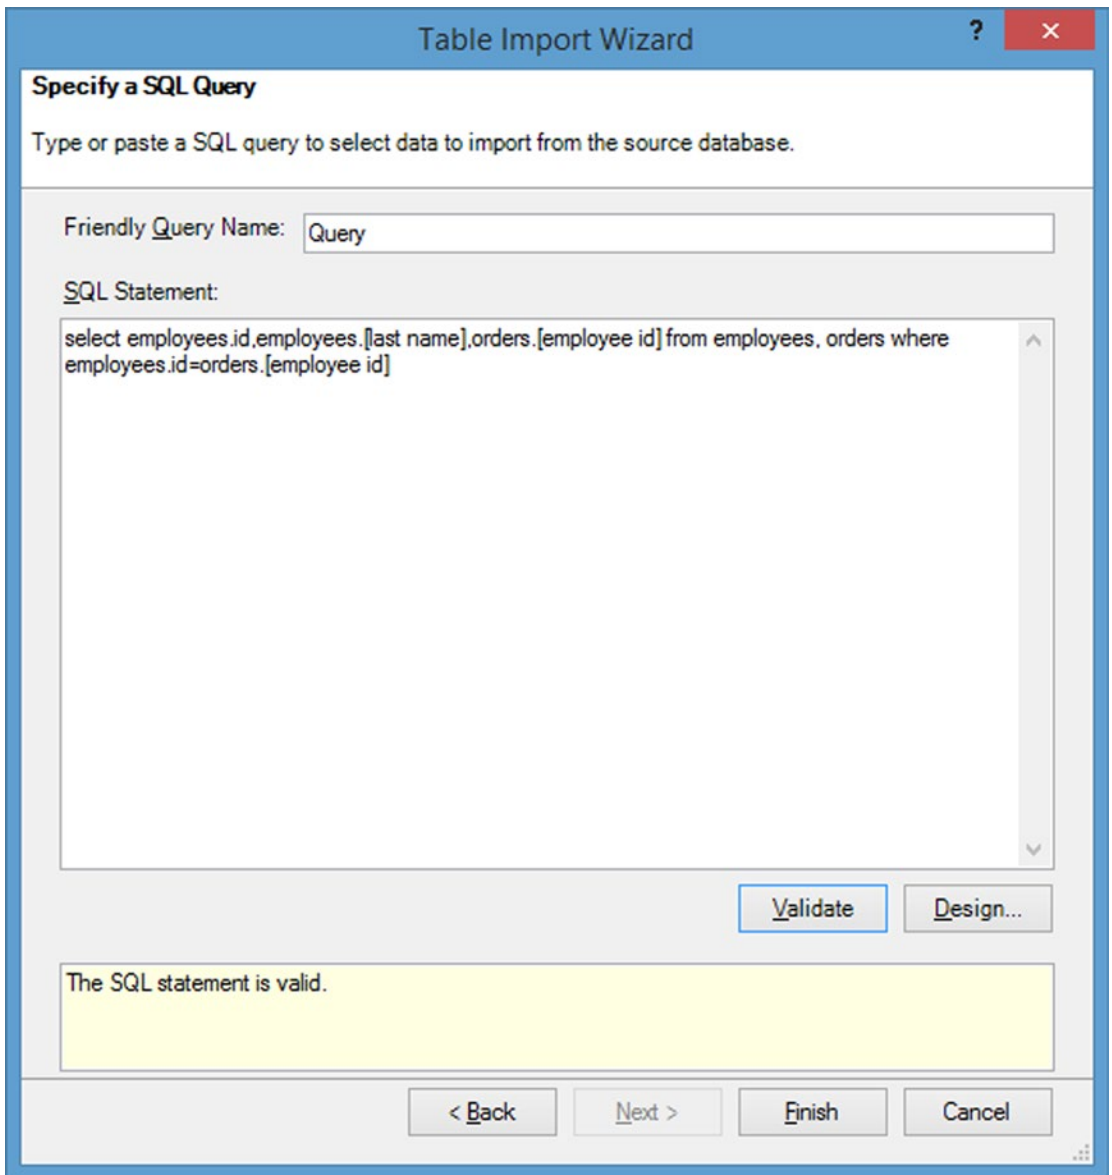 Table Import Wizard
?
Specify a SQL Query
Type or paste a SQL query to select data to import from the source database.
Friendly Query Name: Query
SQL Statement:
select employees.id,employees.[last name],orders.[employee id] from employees, orders where
employees.id=orders.[employee id]
Validate Design...
The SQL statement is valid.
< Back Next > Finish Cancel